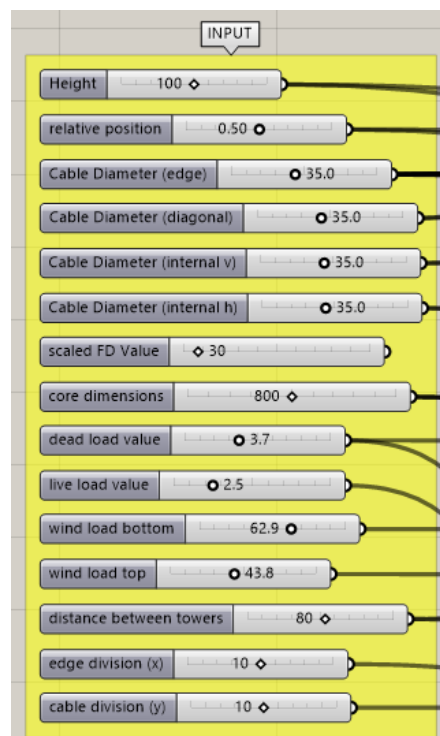 INPUT
Height 100
relative position 0.50
Cable Diameter (edge) 35.0
Cable Diameter (diagonal) 35.0
Cable Diameter (internal v) 35.0
Cable Diameter (internal h) 35.0
scaled FD Value 30
core dimensions 800
dead load value 3.7
live load value 2.5
wind load bottom 62.9
wind load top 43.8
distance between towers 80
edge division (x) 10
cable division (y) 10